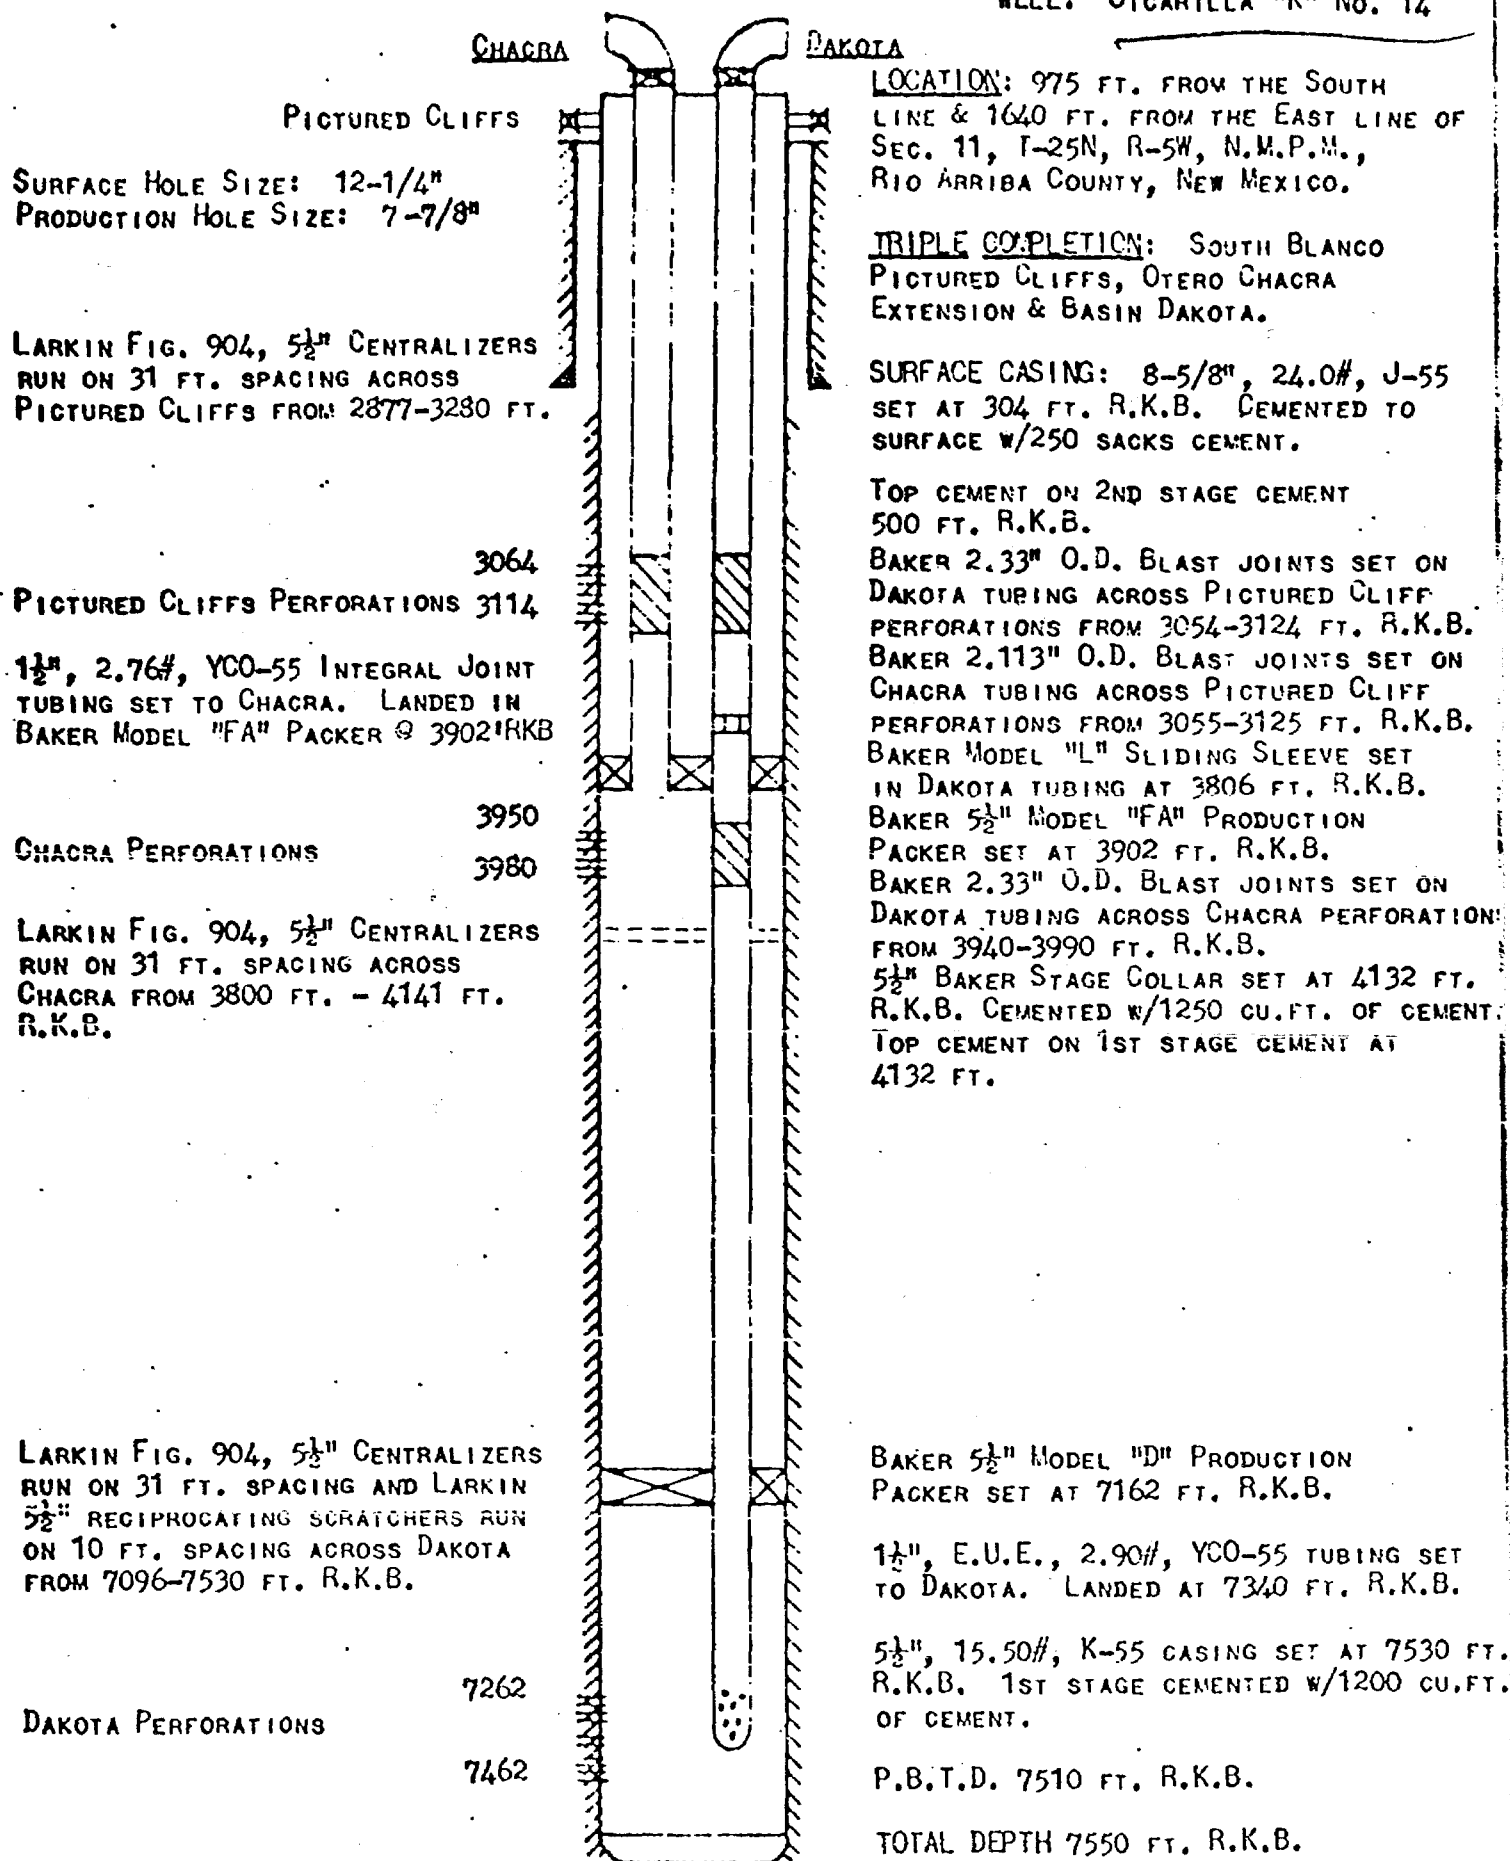 WELL: JICARILLA "K" NO. 14
CHACRA
DAKOTA
PICTURED CLIFFS
SURFACE HOLE SIZE: 12-1/4"
PRODUCTION HOLE SIZE: 7-7/8"
LARKIN FIG. 904, 5½" CENTRALIZERS
RUN ON 31 FT. SPACING ACROSS
PICTURED CLIFFS FROM 2877-3280 FT.
3064
PICTURED CLIFFS PERFORATIONS 3114
1½", 2.76#, YCO-55 INTEGRAL JOINT
TUBING SET TO CHACRA. LANDED IN
BAKER MODEL "FA" PACKER @ 3902'RKB
3950
CHACRA PERFORATIONS
3980
LARKIN FIG. 904, 5½" CENTRALIZERS
RUN ON 31 FT. SPACING ACROSS
CHACRA FROM 3800 FT. - 4141 FT.
R.K.B.
LARKIN FIG. 904, 5½" CENTRALIZERS
RUN ON 31 FT. SPACING AND LARKIN
5½" RECIPROCATING SCRATCHERS RUN
ON 10 FT. SPACING ACROSS DAKOTA
FROM 7096-7530 FT. R.K.B.
7262
DAKOTA PERFORATIONS
7462
LOCATION: 975 FT. FROM THE SOUTH
LINE & 1640 FT. FROM THE EAST LINE OF
SEC. 11, T-25N, R-5W, N.M.P.M.,
RIO ARRIBA COUNTY, NEW MEXICO.
TRIPLE COMPLETION: SOUTH BLANCO
PICTURED CLIFFS, OTERO CHACRA
EXTENSION & BASIN DAKOTA.
SURFACE CASING: 8-5/8", 24.0#, J-55
SET AT 304 FT. R.K.B. CEMENTED TO
SURFACE W/250 SACKS CEMENT.
TOP CEMENT ON 2ND STAGE CEMENT
500 FT. R.K.B.
BAKER 2.33" O.D. BLAST JOINTS SET ON
DAKOTA TUBING ACROSS PICTURED CLIFF
PERFORATIONS FROM 3054-3124 FT. R.K.B.
BAKER 2.113" O.D. BLAST JOINTS SET ON
CHACRA TUBING ACROSS PICTURED CLIFF
PERFORATIONS FROM 3055-3125 FT. R.K.B.
BAKER MODEL "L" SLIDING SLEEVE SET
IN DAKOTA TUBING AT 3806 FT. R.K.B.
BAKER 5½" MODEL "FA" PRODUCTION
PACKER SET AT 3902 FT. R.K.B.
BAKER 2.33" O.D. BLAST JOINTS SET ON
DAKOTA TUBING ACROSS CHACRA PERFORATIONS
FROM 3940-3990 FT. R.K.B.
5½" BAKER STAGE COLLAR SET AT 4132 FT.
R.K.B. CEMENTED W/1250 CU.FT. OF CEMENT.
TOP CEMENT ON 1ST STAGE CEMENT AT
4132 FT.
BAKER 5½" MODEL "D" PRODUCTION
PACKER SET AT 7162 FT. R.K.B.
1½", E.U.E., 2.90#, YCO-55 TUBING SET
TO DAKOTA. LANDED AT 7340 FT. R.K.B.
5½", 15.50#, K-55 CASING SET AT 7530 FT.
R.K.B. 1ST STAGE CEMENTED W/1200 CU.FT.
OF CEMENT.
P.B.T.D. 7510 FT. R.K.B.
TOTAL DEPTH 7550 FT. R.K.B.